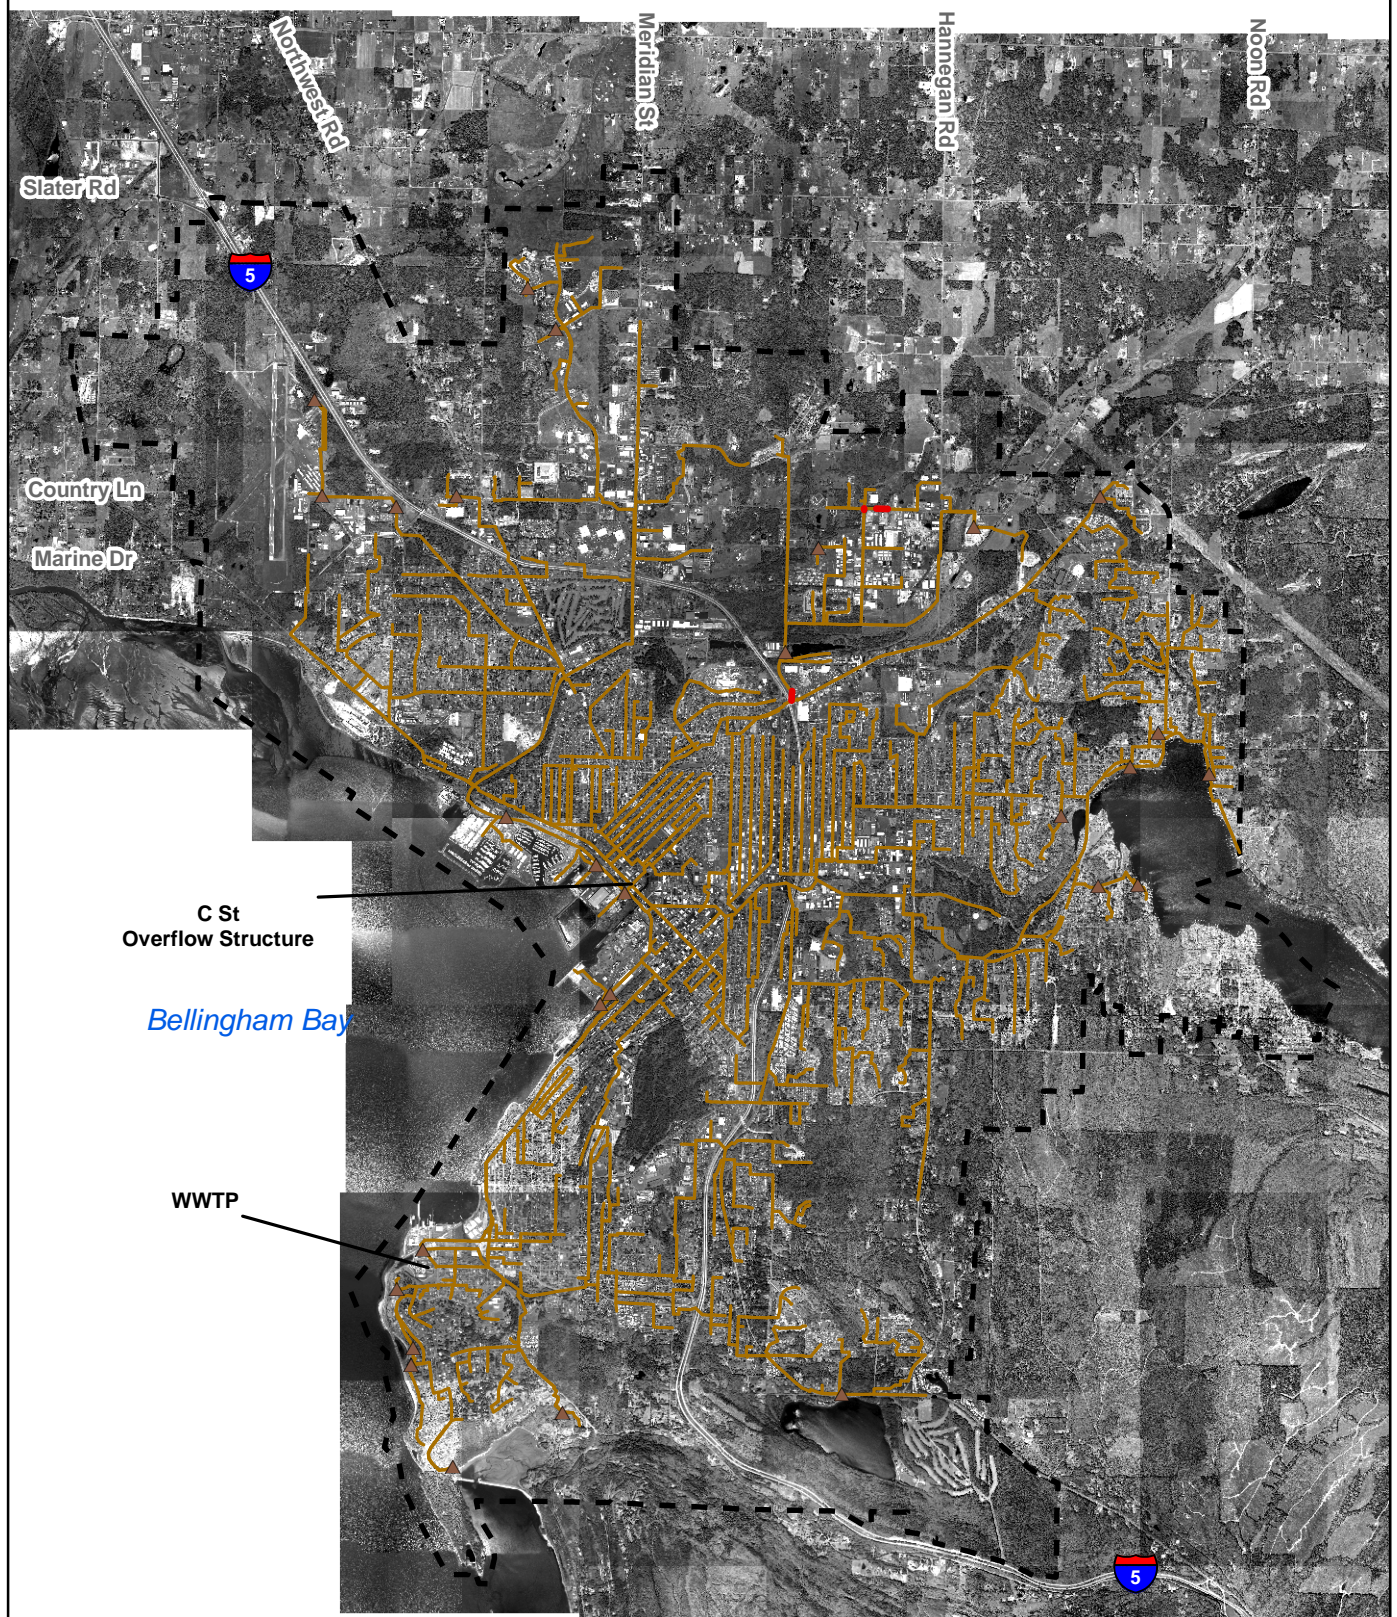 Northwest Rd
Meridian St
Hannegan Rd
Noon Rd
Slater Rd
5
Country Ln
Marine Dr
C St
Overflow Structure
Bellingham Bay
WWTP
5